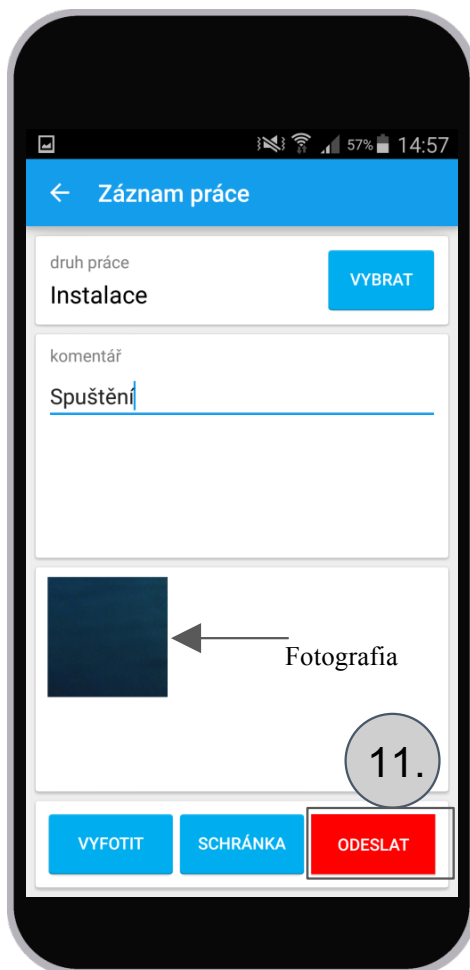 57% 14:57
Záznam práce
druh práce
Instalace
VYBRAT
komentář
Spuštění
Fotografia
11.
VYFOTIT SCHRÁNKA ODESLAT